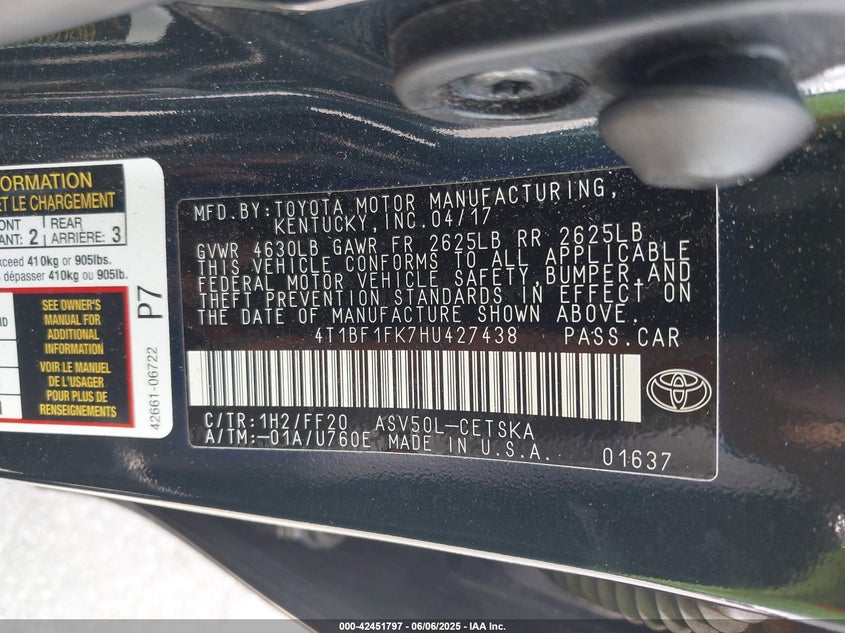 ORMATION
ET LE CHARGEMENT
ONT
ANT: 2
REAR
ARRIÈRE: 3
xceed 410kg or 905lbs.
s dépasser 410kg ou 905lb.
SEE OWNER'S
MANUAL FOR
ADDITIONAL
INFORMATION
VOIR LE MANUEL
DE L'USAGER
POUR PLUS DE
RENSEIGNEMENTS
P7
42661-06722
MFD.BY:TOYOTA MOTOR MANUFACTURING,
KENTUCKY,INC.04/17
GVWR 4630LB GAWR FR 2625LB RR 2625LB
THIS VEHICLE CONFORMS TO ALL APPLICABLE
FEDERAL MOTOR VEHICLE SAFETY,BUMPER,AND
THEFT PREVENTION STANDARDS IN EFFECT ON
THE DATE OF MANUFACTURE SHOWN ABOVE.
4T1BF1FK7HU427438 PASS.CAR
C/TR:1H2/FF20 ASV50L-CETSKA
A/TM:-01A/U760E MADE IN U.S.A. 01637
000-42451797 - 06/06/2025 - IAA Inc.